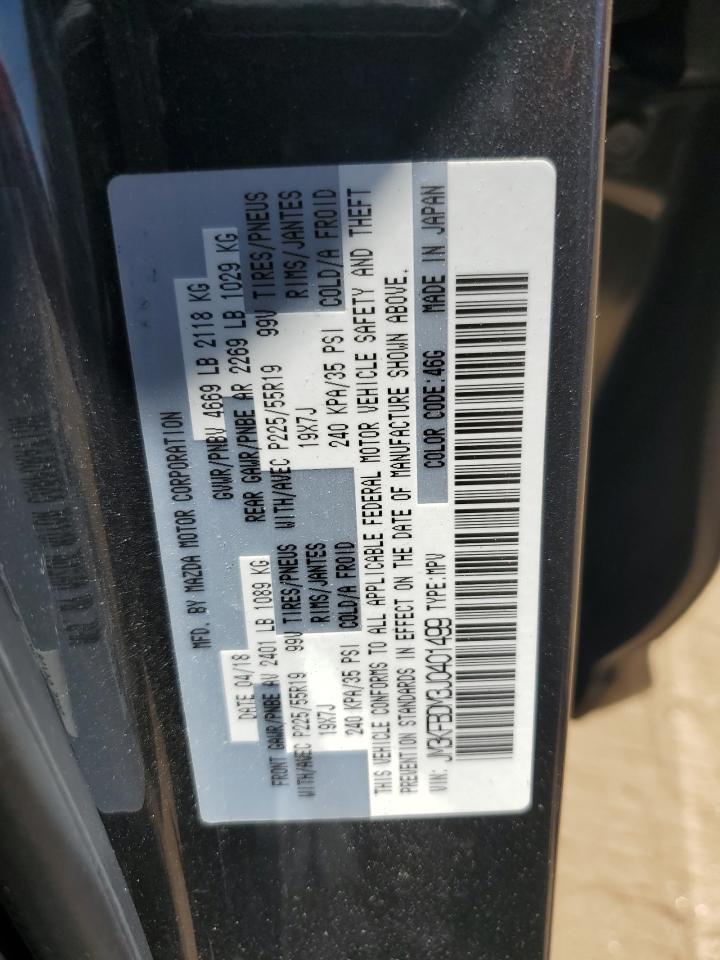 MFD. BY MAZDA MOTOR CORPORATION
DATE 04/18 GVWR/PNBV 4669 LB 2118 KG
FRONT GAWR/PNBE AV 2401 LB 1089 KG REAR GAWR/PNBE AR 2269 LB 1029 KG
WITH/AVEC P225/55R19 99V TIRES/PNEUS WITH/AVEC P225/55R19 99V TIRES/PNEUS
19X7J RIMS/JANTES 19X7J RIMS/JANTES
240 KPA/35 PSI COLD/A FROID 240 KPA/35 PSI COLD/A FROID
THIS VEHICLE CONFORMS TO ALL APPLICABLE FEDERAL MOTOR VEHICLE SAFETY AND THEFT
PREVENTION STANDARDS IN EFFECT ON THE DATE OF MANUFACTURE SHOWN ABOVE.
VIN: JM3KFBDM3J0401499 TYPE:MPV COLOR CODE:46G MADE IN JAPAN